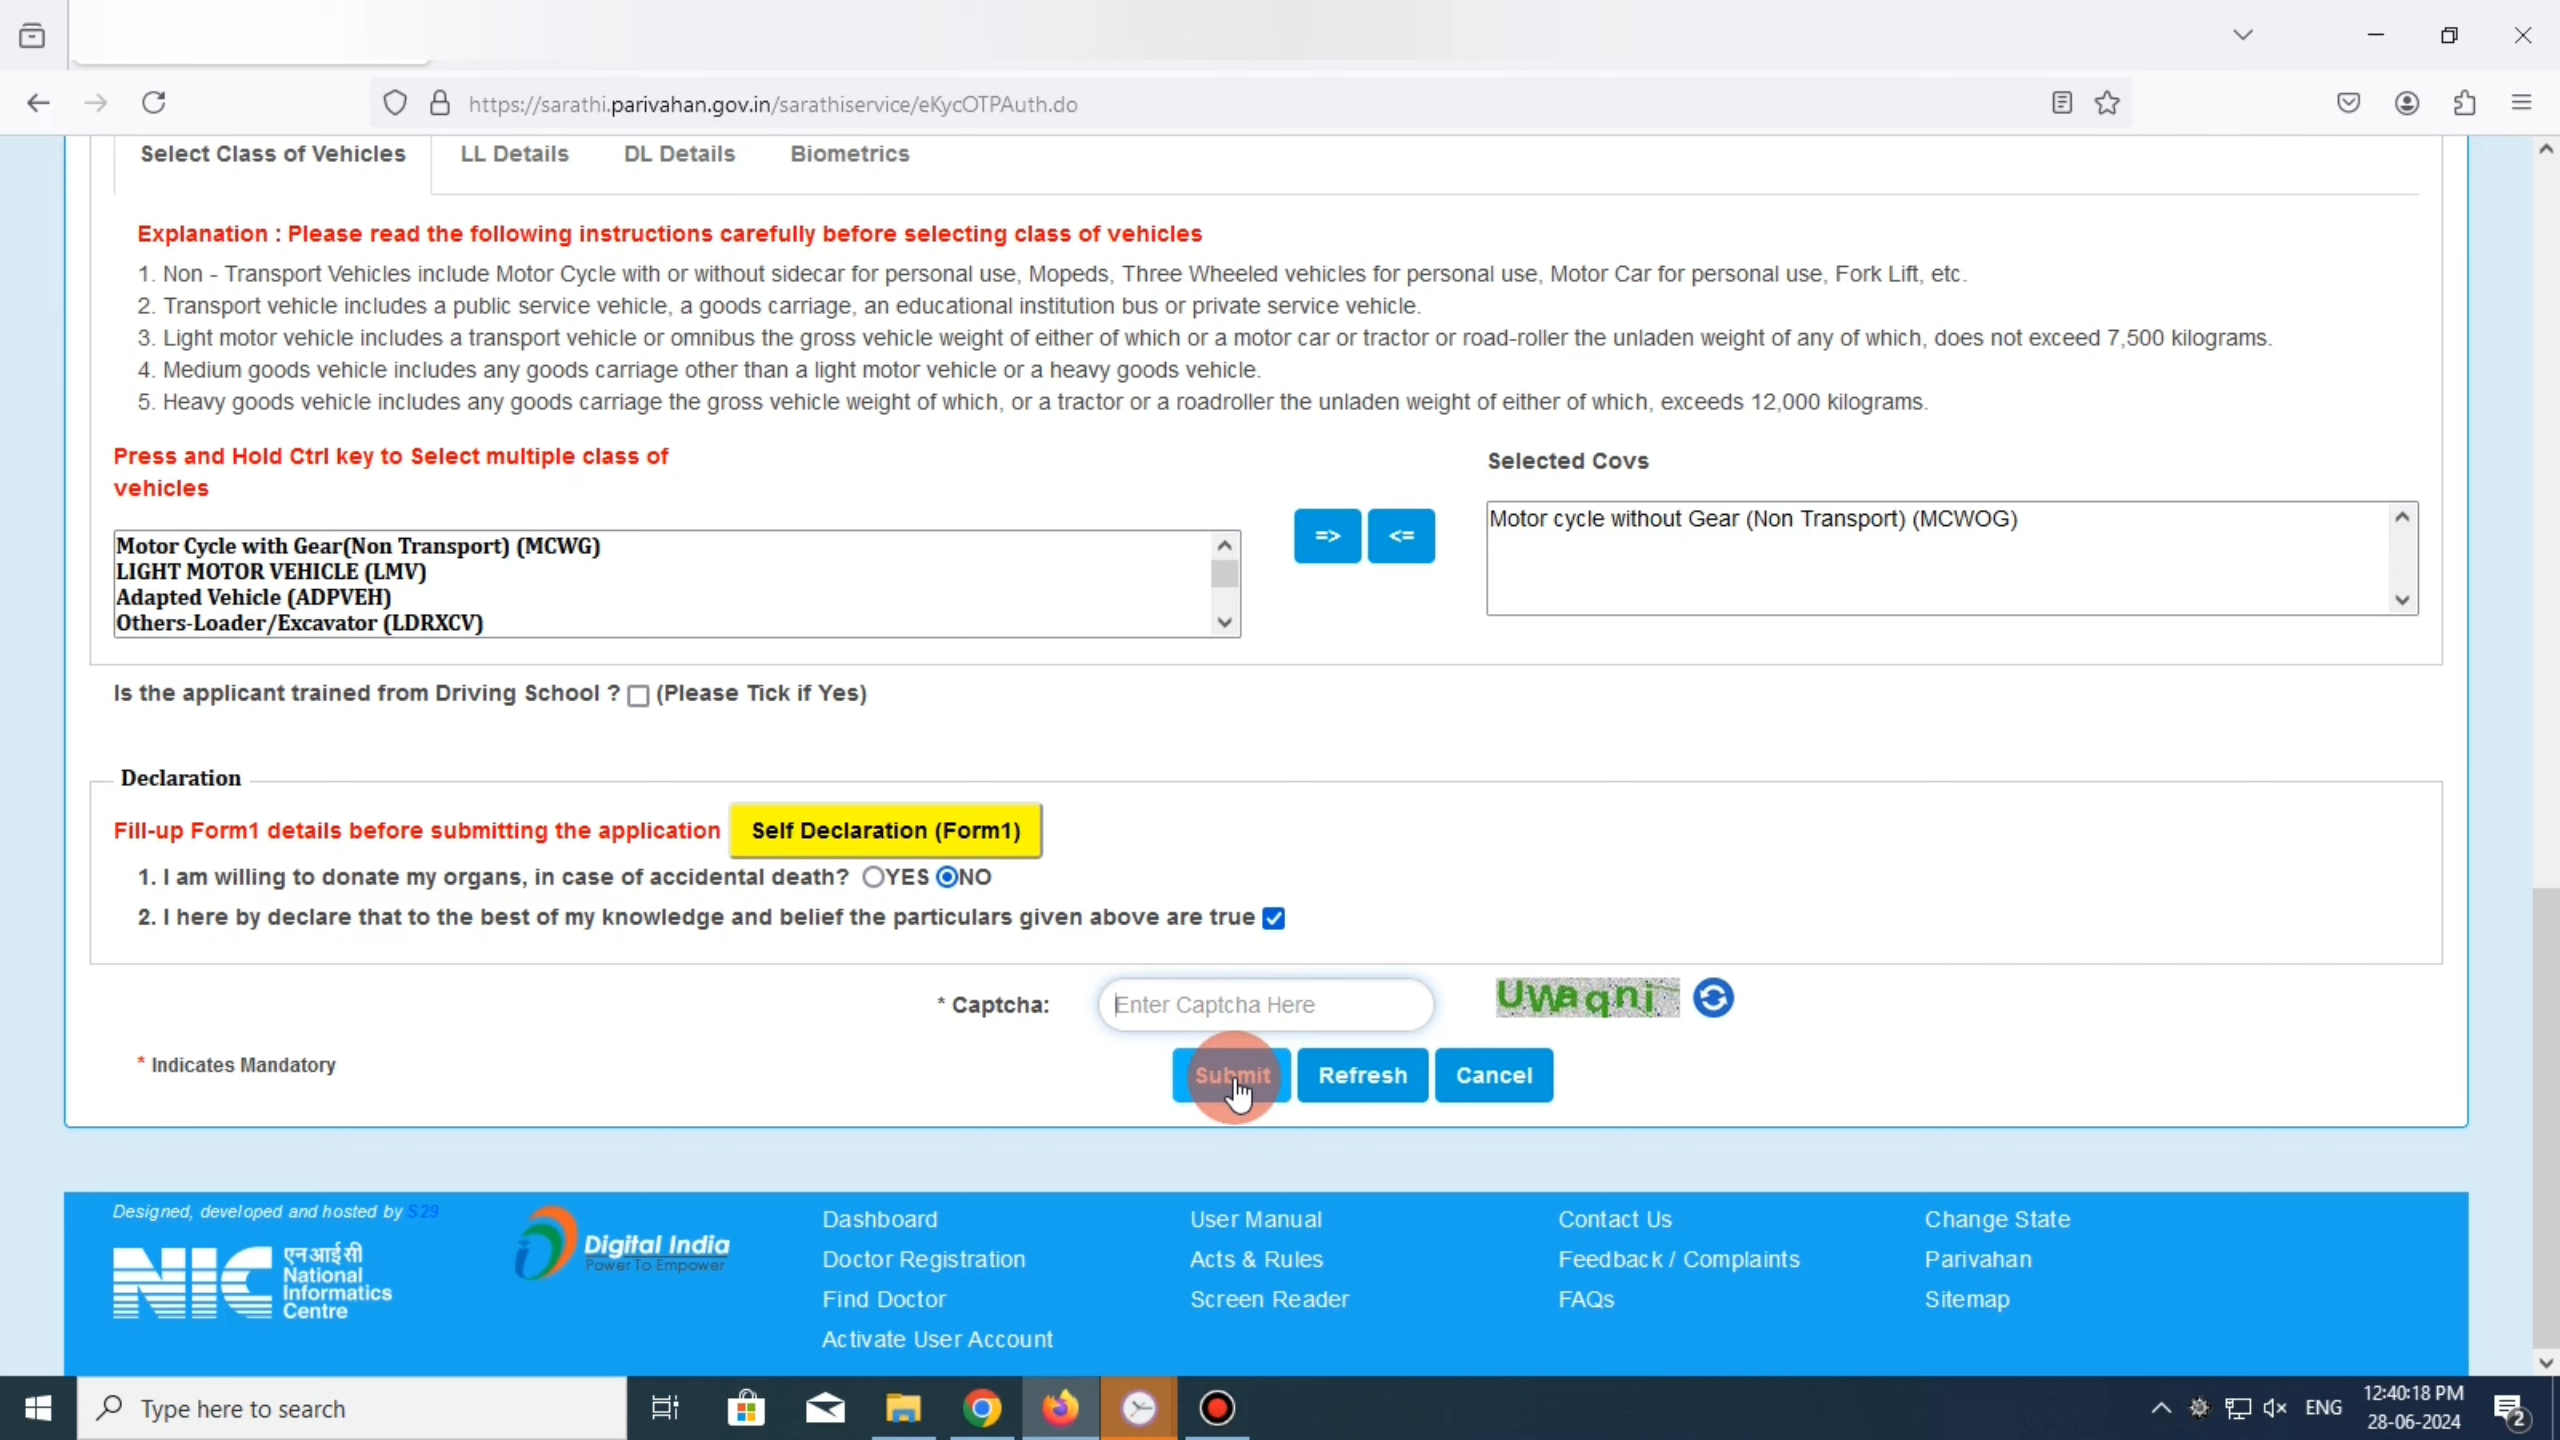 https://sarathi.parivahan.gov.in/sarathiservice/eKycOTPAuth.do
Select Class of Vehicles LL Details DL Details Biometrics
Explanation : Please read the following instructions carefully before selecting class of vehicles
1. Non - Transport Vehicles include Motor Cycle with or without sidecar for personal use, Mopeds, Three Wheeled vehicles for personal use, Motor Car for personal use, Fork Lift, etc.
2. Transport vehicle includes a public service vehicle, a goods carriage, an educational institution bus or private service vehicle.
3. Light motor vehicle includes a transport vehicle or omnibus the gross vehicle weight of either of which or a motor car or tractor or road-roller the unladen weight of any of which, does not exceed 7,500 kilograms.
4. Medium goods vehicle includes any goods carriage other than a light motor vehicle or a heavy goods vehicle.
5. Heavy goods vehicle includes any goods carriage the gross vehicle weight of which, or a tractor or a roadroller the unladen weight of either of which, exceeds 12,000 kilograms.
Press and Hold Ctrl key to Select multiple class of
vehicles
Motor Cycle with Gear(Non Transport) (MCWG)
LIGHT MOTOR VEHICLE (LMV)
Adapted Vehicle (ADPVEH)
Others-Loader/Excavator (LDRXCV)
=> <=
Selected Covs
Motor cycle without Gear (Non Transport) (MCWOG)
Is the applicant trained from Driving School ? (Please Tick if Yes)
Declaration
Fill-up Form1 details before submitting the application Self Declaration (Form1)
1. I am willing to donate my organs, in case of accidental death? YES NO
2. I here by declare that to the best of my knowledge and belief the particulars given above are true
* Captcha: Enter Captcha Here Uwaqni
* Indicates Mandatory
Submit Refresh Cancel
Designed, developed and hosted by S29
NIC एनआईसी
National
Informatics
Centre
Digital India
Power To Empower
Dashboard
Doctor Registration
Find Doctor
Activate User Account
User Manual
Acts & Rules
Screen Reader
Contact Us
Feedback / Complaints
FAQs
Change State
Parivahan
Sitemap
Type here to search
ENG
12:40:18 PM
28-06-2024
2